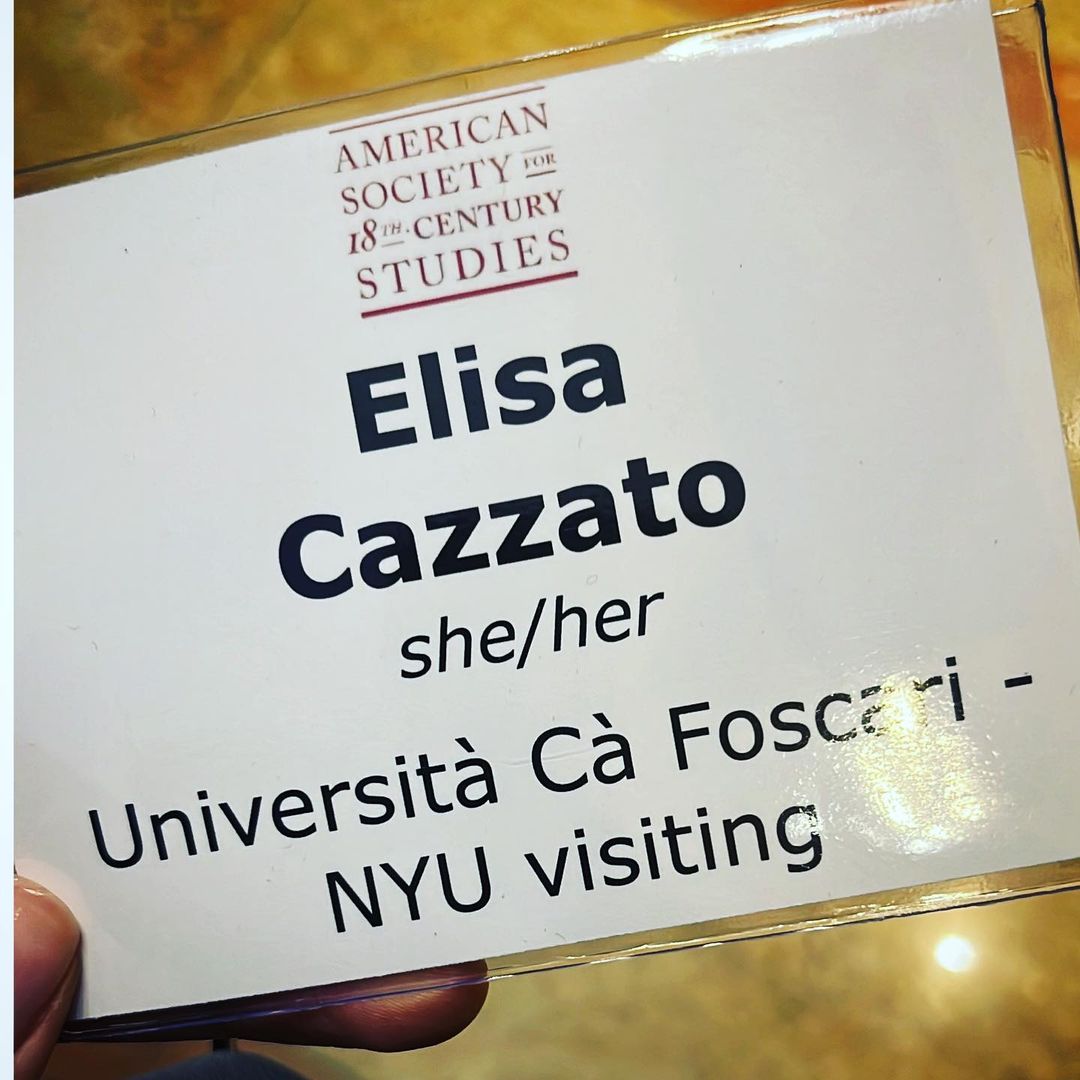 AMERICAN
SOCIETY FOR
18TH·CENTURY
STUDIES
Elisa
Cazzato
she/her
Università Cà Foscari -
NYU visiting